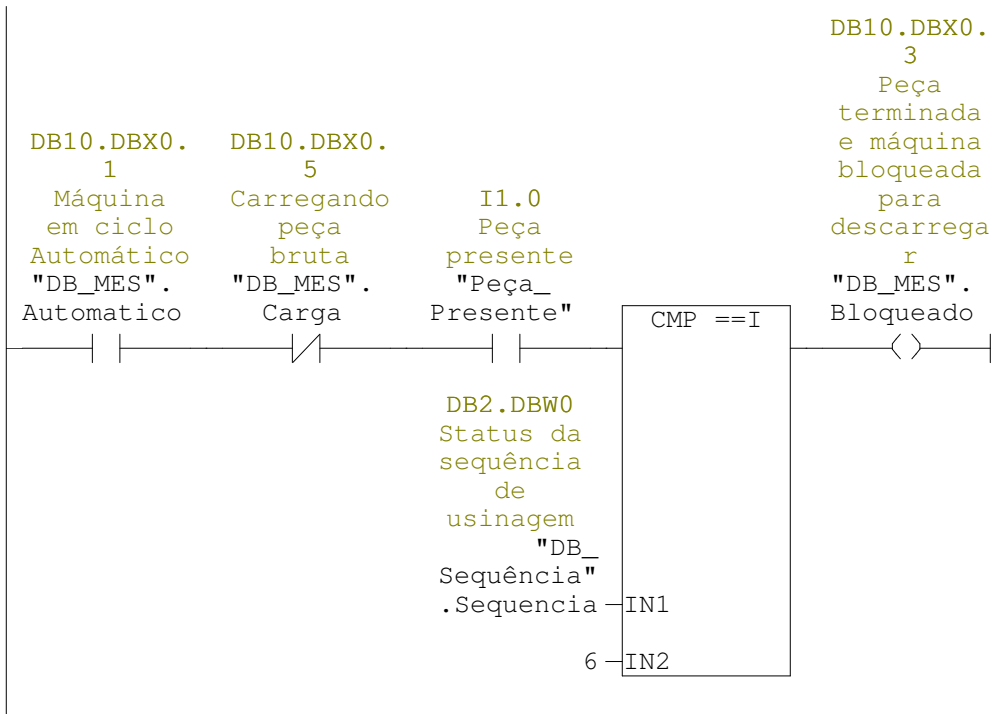 DB10.DBX0.
3
Peça
terminada
e máquina
bloqueada
para
descarrega
r
"DB_MES".
Bloqueado
DB10.DBX0.
1
Máquina
em ciclo
Automático
"DB_MES".
Automatico
DB10.DBX0.
5
Carregando
peça
bruta
"DB_MES".
Carga
I1.0
Peça
presente
"Peça_
Presente"
CMP ==I
DB2.DBW0
Status da
sequência
de
usinagem
"DB_
Sequência"
.Sequencia
IN1
6
IN2